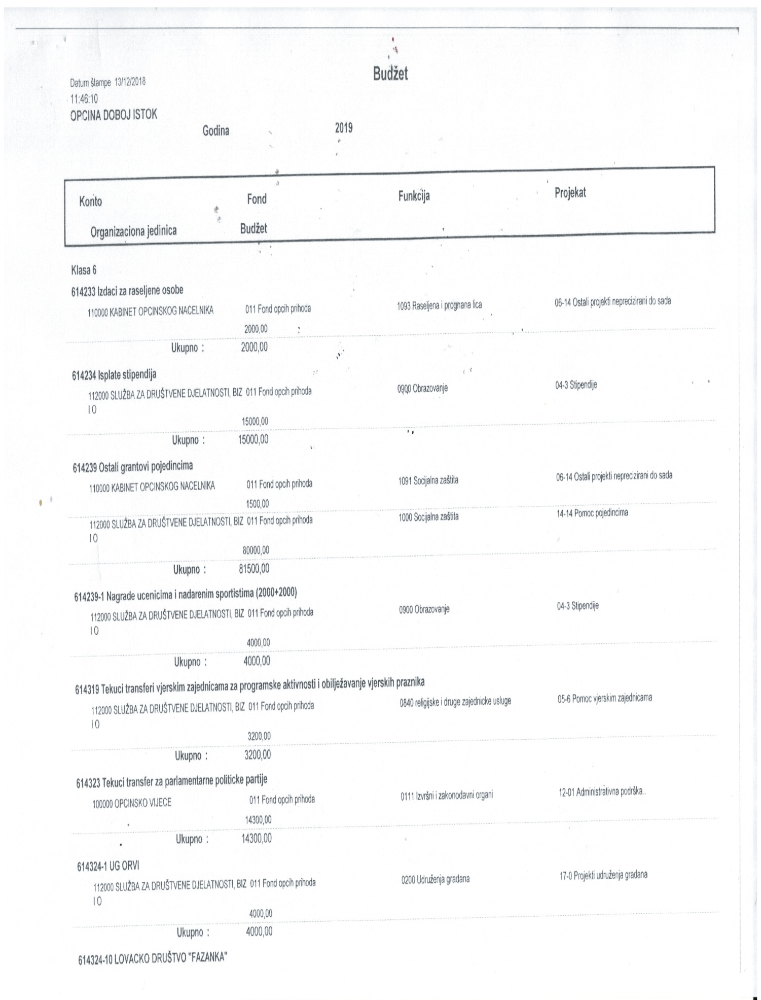 Budžet
Datum štampe 13/12/2018
11:46:10
OPCINA DOBOJ ISTOK
Godina 2019
Konto Fond Funkcija Projekat
Organizaciona jedinica Budžet
Klasa 6
614233 Izdaci za raseljene osobe
110000 KABINET OPCINSKOG NACELNIKA 011 Fond opcih prihoda 1093 Raseljena i prognana lica 06-14 Ostali projekti neprecizirani do sada
2000,00
Ukupno : 2000,00
614234 Isplate stipendija
112000 SLUŽBA ZA DRUŠTVENE DJELATNOSTI, BIZ 011 Fond opcih prihoda 0900 Obrazovanje 04-3 Stipendije
IO
15000,00
Ukupno : 15000,00
614239 Ostali grantovi pojedincima
110000 KABINET OPCINSKOG NACELNIKA 011 Fond opcih prihoda 1091 Socijalna zaštita 06-14 Ostali projekti neprecizirani do sada
1500,00
112000 SLUŽBA ZA DRUŠTVENE DJELATNOSTI, BIZ 011 Fond opcih prihoda 1000 Socijalna zaštita 14-14 Pomoc pojedincima
IO
80000,00
Ukupno : 81500,00
614239-1 Nagrade ucenicima i nadarenim sportistima (2000+2000)
112000 SLUŽBA ZA DRUŠTVENE DJELATNOSTI, BIZ 011 Fond opcih prihoda 0900 Obrazovanje 04-3 Stipendije
IO
4000,00
Ukupno : 4000,00
614319 Tekuci transferi vjerskim zajednicama za programske aktivnosti i obilježavanje vjerskih praznika
112000 SLUŽBA ZA DRUŠTVENE DJELATNOSTI, BIZ 011 Fond opcih prihoda 0840 religijske i druge zajednicke usluge 05-6 Pomoc vjerskim zajednicama
IO
3200,00
Ukupno : 3200,00
614323 Tekuci transfer za parlamentarne politicke partije
100000 OPCINSKO VIJECE 011 Fond opcih prihoda 0111 Izvršni i zakonodavni organi 12-01 Administrativna podrška..
14300,00
Ukupno : 14300,00
614324-1 UG ORVI
112000 SLUŽBA ZA DRUŠTVENE DJELATNOSTI, BIZ 011 Fond opcih prihoda 0200 Udruženja gradana 17-0 Projekti udruženja gradana
IO
4000,00
Ukupno : 4000,00
614324-10 LOVACKO DRUŠTVO "FAZANKA"